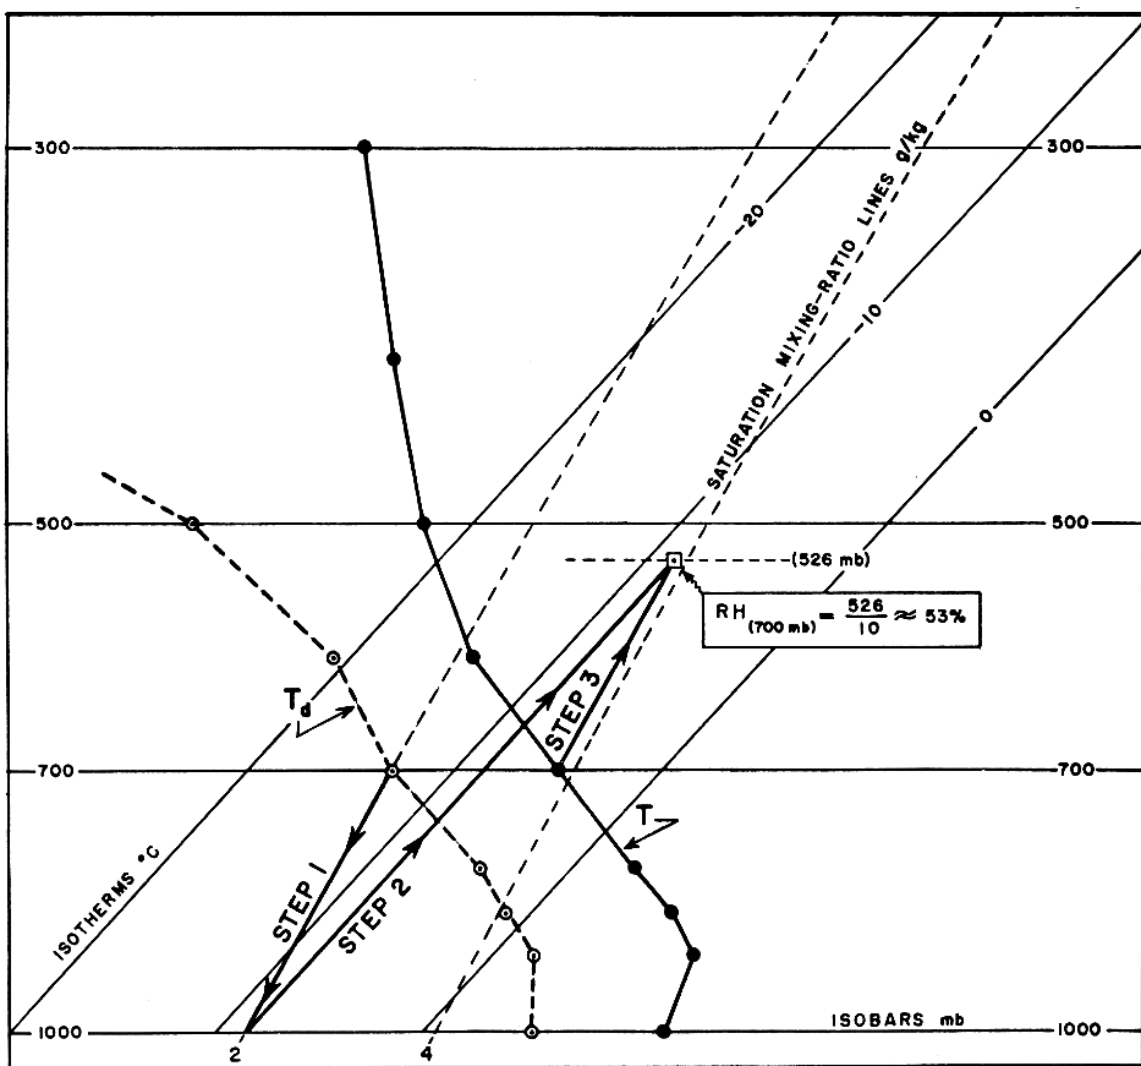 300
300
20
SATURATION MIXING-RATIO LINES g/kg
10
0
500
500
(526 mb)
RH(700 mb) = 526/10 ≈ 53%
STEP 3
Td
700
700
T
ISOTHERMS °C
STEP 1
STEP 2
ISOBARS mb
1000
1000
2
4